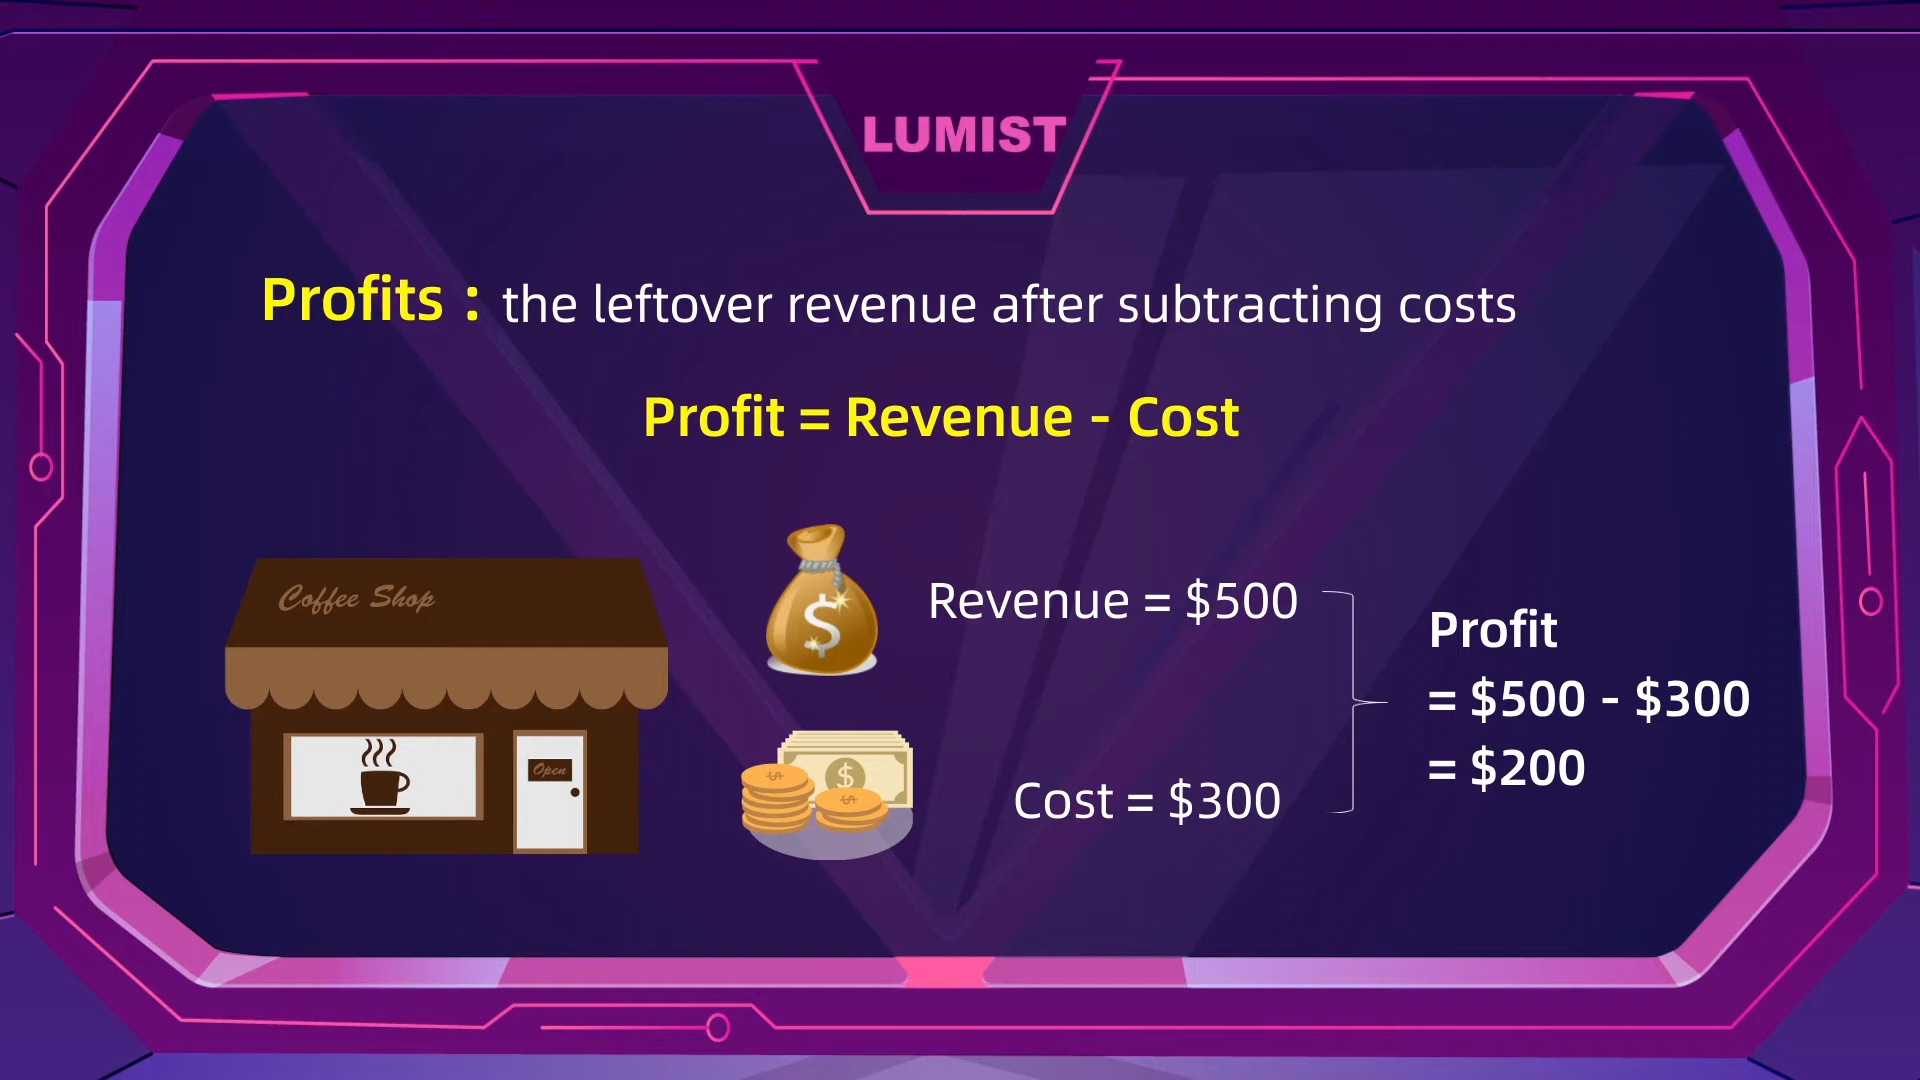 LUMIST
Profits : the leftover revenue after subtracting costs
Profit = Revenue - Cost
Coffee Shop
Open
$
$
Revenue = $500
Cost = $300
Profit
= $500 - $300
= $200